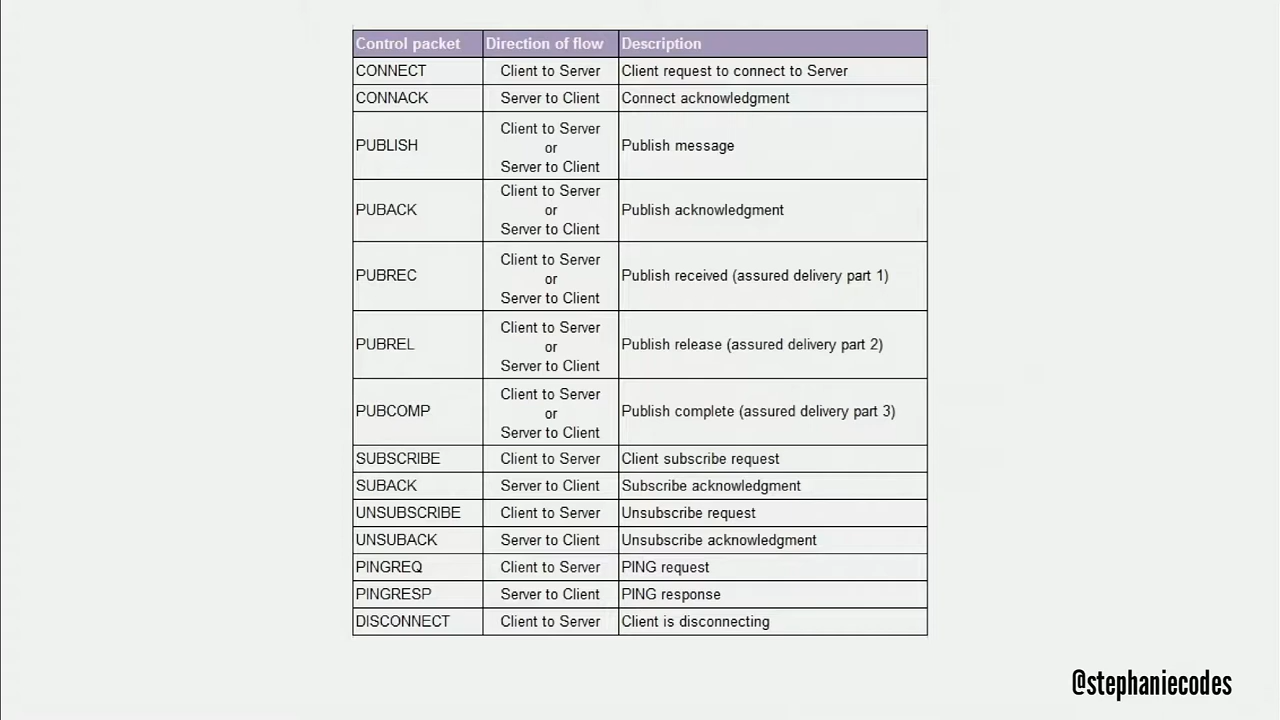 Control packet Direction of flow Description
CONNECT Client to Server Client request to connect to Server
CONNACK Server to Client Connect acknowledgment
Client to Server
PUBLISH or Publish message
Server to Client
Client to Server
PUBACK or Publish acknowledgment
Server to Client
Client to Server
PUBREC or Publish received (assured delivery part 1)
Server to Client
Client to Server
PUBREL or Publish release (assured delivery part 2)
Server to Client
Client to Server
PUBCOMP or Publish complete (assured delivery part 3)
Server to Client
SUBSCRIBE Client to Server Client subscribe request
SUBACK Server to Client Subscribe acknowledgment
UNSUBSCRIBE Client to Server Unsubscribe request
UNSUBACK Server to Client Unsubscribe acknowledgment
PINGREQ Client to Server PING request
PINGRESP Server to Client PING response
DISCONNECT Client to Server Client is disconnecting
@stephaniecodes